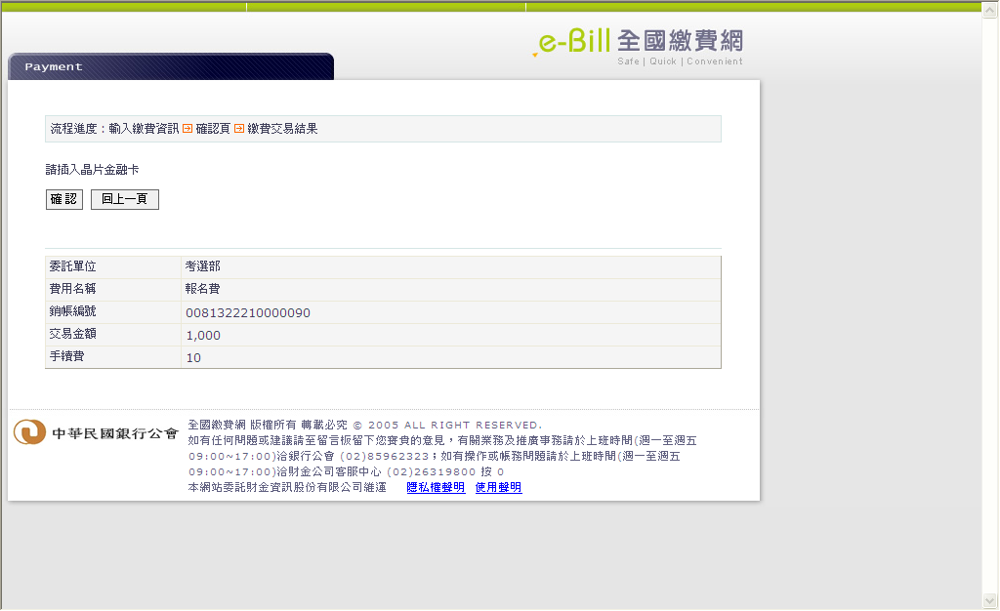 e-Bill 全國繳費網
Safe | Quick | Convenient
Payment
流程進度：輸入繳費資訊 確認頁 繳費交易結果
請插入晶片金融卡
確認 回上一頁
委託單位 考選部
費用名稱 報名費
銷帳編號 0081322210000090
交易金額 1,000
手續費 10
中華民國銀行公會
全國繳費網 版權所有 轉載必究 © 2005 ALL RIGHT RESERVED.
如有任何問題或建議請至留言板留下您寶貴的意見，有關業務及推廣事務請於上班時間(週一至週五
09:00~17:00)洽銀行公會 (02)85962323；如有操作或帳務問題請於上班時間(週一至週五
09:00~17:00)洽財金公司客服中心 (02)26319800 按 0
本網站委託財金資訊股份有限公司維運 隱私權聲明 使用聲明